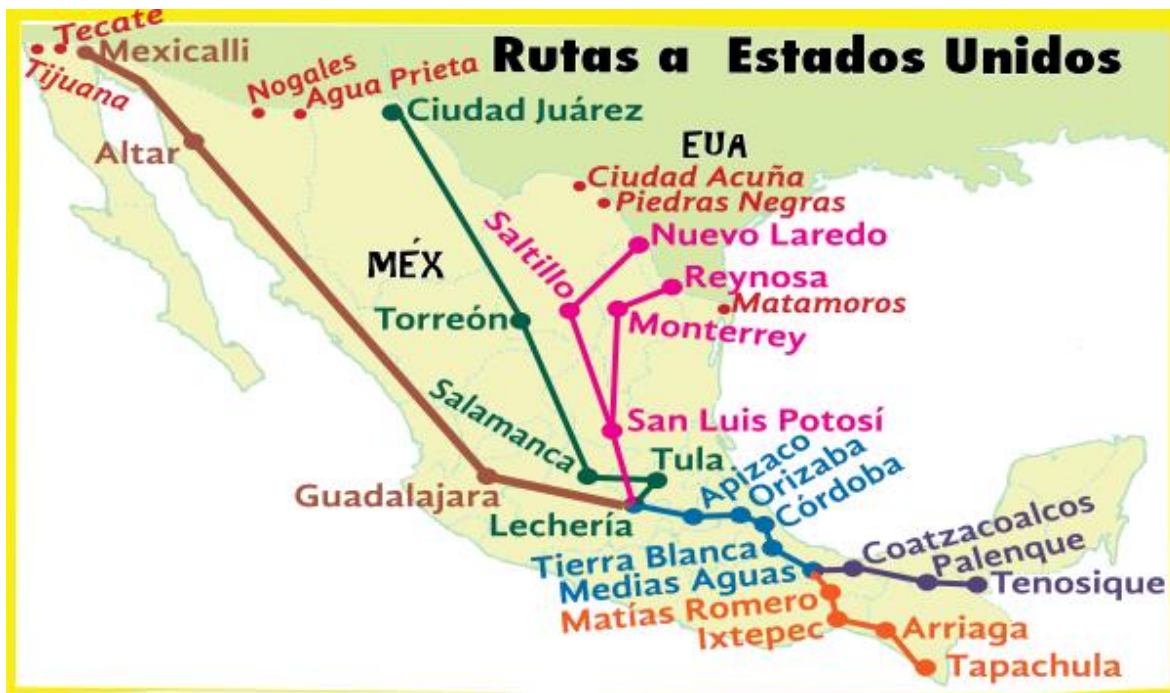 Rutas a Estados Unidos
Tecate
Mexicalli
Tijuana
Nogales
Agua Prieta
Ciudad Juárez
Altar
EUA
Ciudad Acuña
Piedras Negras
Saltillo
Nuevo Laredo
MÉX
Reynosa
Matamoros
Torreón
Monterrey
Salamanca
San Luis Potosí
Tula
Apizaco
Orizaba
Córdoba
Guadalajara
Lechería
Coatzacoalcos
Palenque
Tierra Blanca
Medias Aguas
Tenosique
Matías Romero
Ixtepec
Arriaga
Tapachula